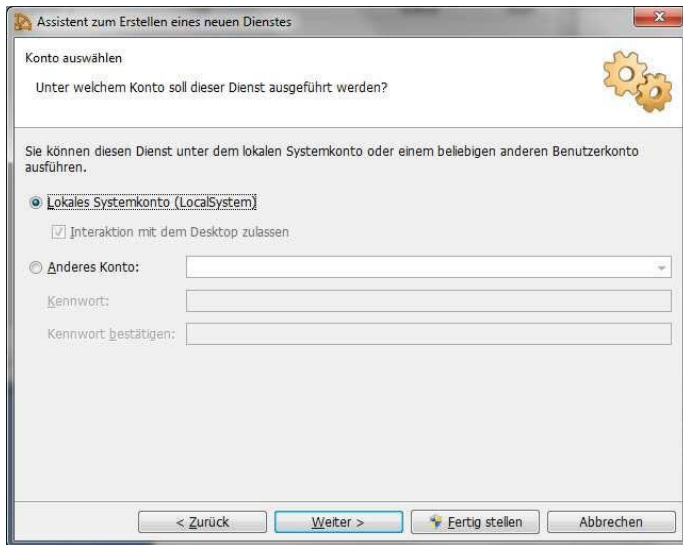 Assistent zum Erstellen eines neuen Dienstes
Konto auswählen
Unter welchem Konto soll dieser Dienst ausgeführt werden?
Sie können diesen Dienst unter dem lokalen Systemkonto oder einem beliebigen anderen Benutzerkonto
ausführen.
Lokales Systemkonto (LocalSystem)
Interaktion mit dem Desktop zulassen
Anderes Konto:
Kennwort:
Kennwort bestätigen:
< Zurück Weiter > Fertig stellen Abbrechen